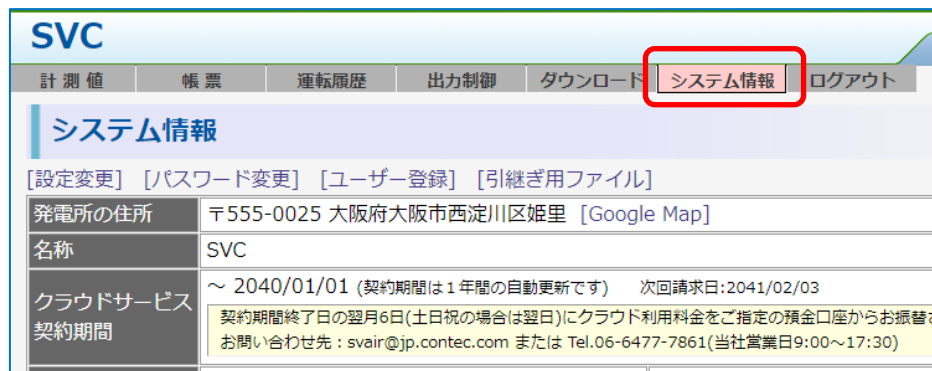 SVC
計測値 帳票 運転履歴 出力制御 ダウンロード システム情報 ログアウト
システム情報
[設定変更] [パスワード変更] [ユーザー登録] [引継ぎ用ファイル]
発電所の住所 〒555-0025 大阪府大阪市西淀川区姫里 [Google Map]
名称 SVC
クラウドサービス契約期間
～ 2040/01/01 (契約期間は１年間の自動更新です) 次回請求日:2041/02/03
契約期間終了日の翌月6日(土日祝の場合は翌日)にクラウド利用料金をご指定の預金口座からお振替
お問い合わせ先：svair@jp.contec.com または Tel.06-6477-7861(当社営業日9:00～17:30)